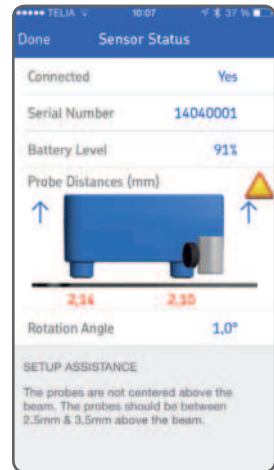 TELIA 10:07 37 %
Done Sensor Status
Connected Yes
Serial Number 14040001
Battery Level 91%
Probe Distances (mm)
2,14 2,10
Rotation Angle 1,0°
SETUP ASSISTANCE
The probes are not centered above the
beam. The probes should be between
2.5mm & 3.5mm above the beam.